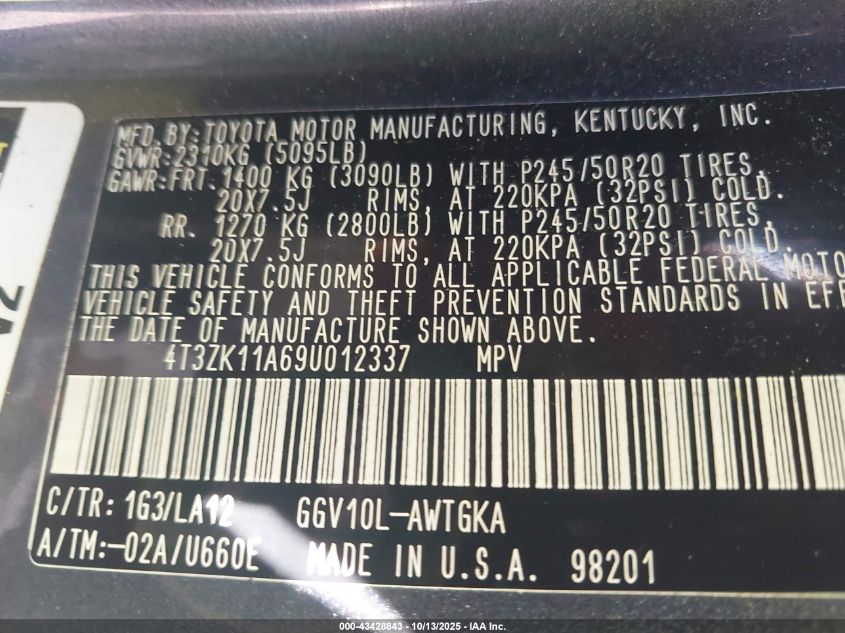 MFD. BY: TOYOTA MOTOR MANUFACTURING, KENTUCKY, INC.
GVWR: 2310KG (5095LB)
GAWR: FRT. 1400 KG (3090LB) WITH P245/50R20 TIRES,
20X7.5J RIMS, AT 220KPA (32PSI) COLD.
RR. 1270 KG (2800LB) WITH P245/50R20 TIRES,
20X7.5J RIMS, AT 220KPA (32PSI) COLD.
THIS VEHICLE CONFORMS TO ALL APPLICABLE FEDERAL MOTO
VEHICLE SAFETY AND THEFT PREVENTION STANDARDS IN EFF
THE DATE OF MANUFACTURE SHOWN ABOVE.
4T3ZK11A69U012337 MPV
C/TR: 1G3/LA12 GGV10L-AWTGKA
A/TM:-02A/U660E MADE IN U.S.A. 98201
000-43428843 | 10/13/2025 - IAA Inc.